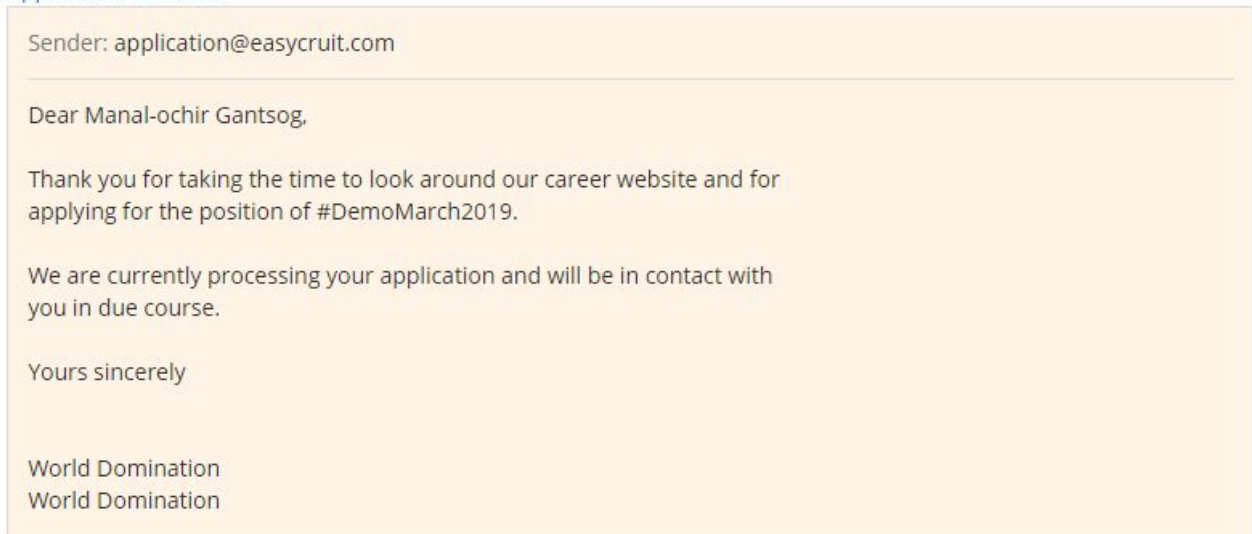 Sender: application@easycruit.com
Dear Manal-ochir Gantsog,
Thank you for taking the time to look around our career website and for
applying for the position of #DemoMarch2019.
We are currently processing your application and will be in contact with
you in due course.
Yours sincerely
World Domination
World Domination